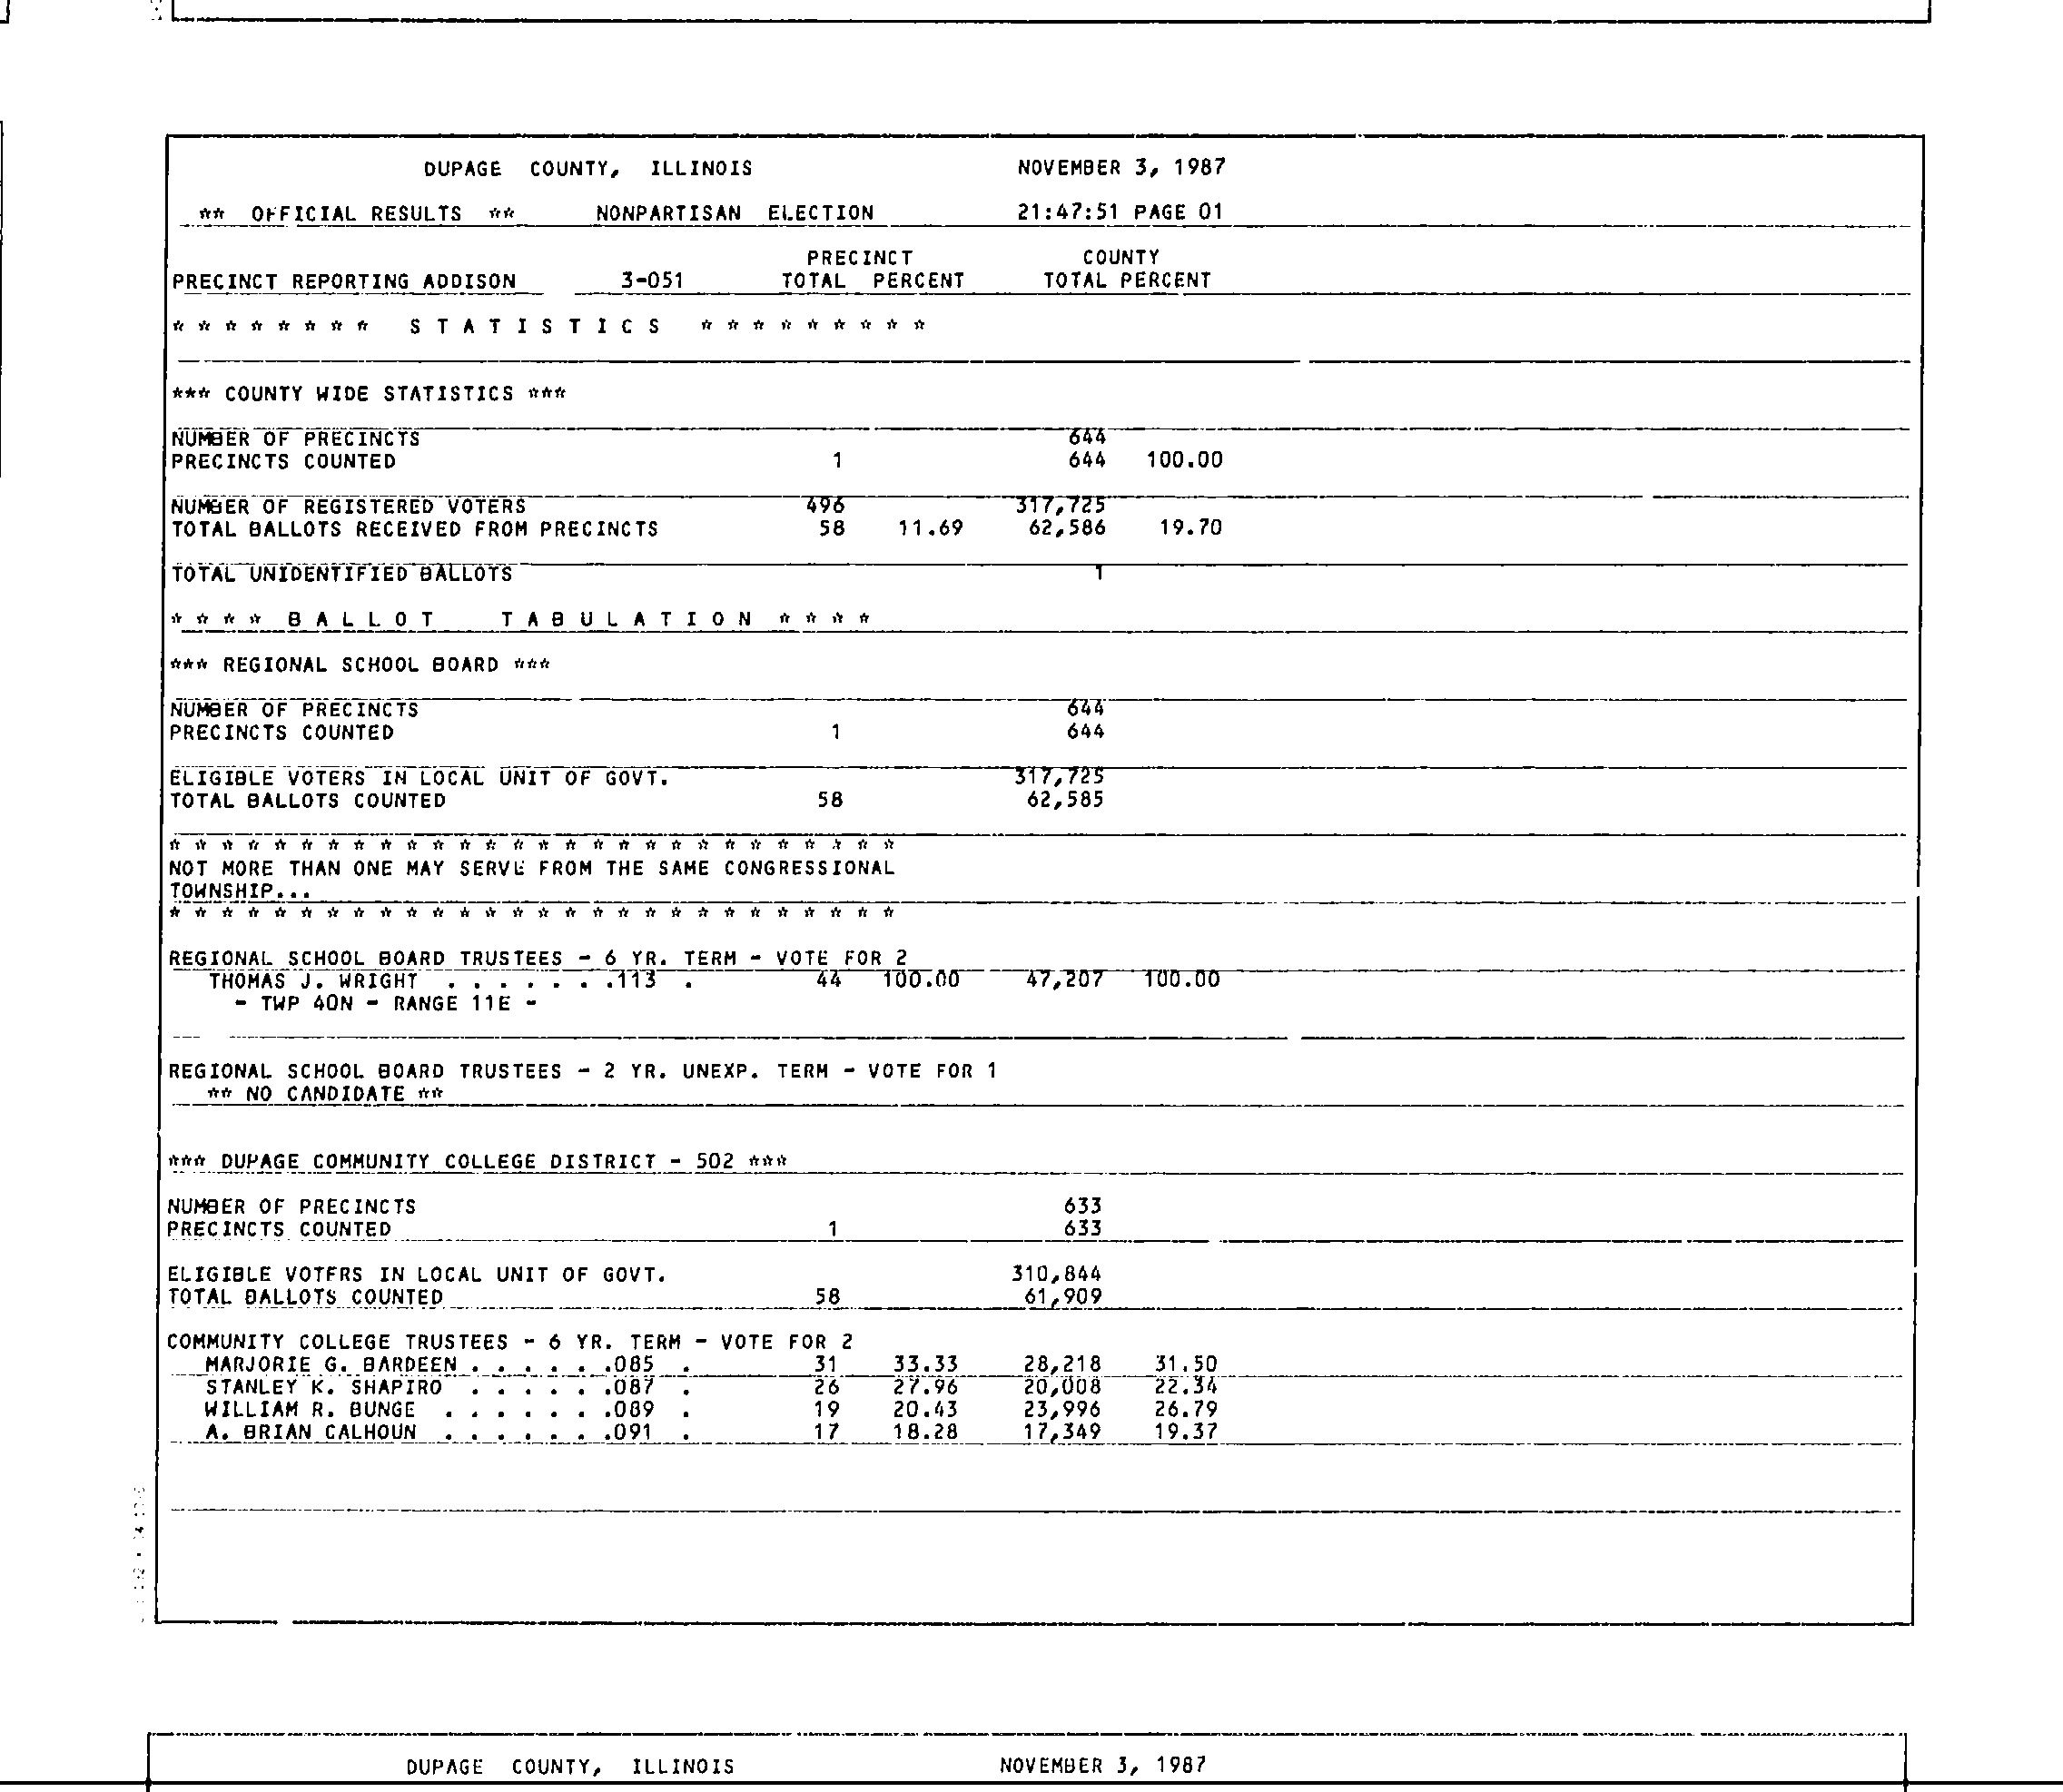 DUPAGE COUNTY, ILLINOIS NOVEMBER 3, 1987
** OFFICIAL RESULTS ** NONPARTISAN ELECTION 21:47:51 PAGE 01
PRECINCT COUNTY
PRECINCT REPORTING ADDISON 3-051 TOTAL PERCENT TOTAL PERCENT
* * * * * * * * S T A T I S T I C S * * * * * * * * *
*** COUNTY WIDE STATISTICS ***
NUMBER OF PRECINCTS 644
PRECINCTS COUNTED 1 644 100.00
NUMBER OF REGISTERED VOTERS 496 317,725
TOTAL BALLOTS RECEIVED FROM PRECINCTS 58 11.69 62,586 19.70
TOTAL UNIDENTIFIED BALLOTS 1
* * * * B A L L O T T A B U L A T I O N * * * *
*** REGIONAL SCHOOL BOARD ***
NUMBER OF PRECINCTS 644
PRECINCTS COUNTED 1 644
ELIGIBLE VOTERS IN LOCAL UNIT OF GOVT. 317,725
TOTAL BALLOTS COUNTED 58 62,585
* * * * * * * * * * * * * * * * * * * * * * * * * * * *
NOT MORE THAN ONE MAY SERVE FROM THE SAME CONGRESSIONAL
TOWNSHIP...
* * * * * * * * * * * * * * * * * * * * * * * * * * * *
REGIONAL SCHOOL BOARD TRUSTEES - 6 YR. TERM - VOTE FOR 2
THOMAS J. WRIGHT . . . . . . .113 . 44 100.00 47,207 100.00
- TWP 40N - RANGE 11E -
REGIONAL SCHOOL BOARD TRUSTEES - 2 YR. UNEXP. TERM - VOTE FOR 1
** NO CANDIDATE **
*** DUPAGE COMMUNITY COLLEGE DISTRICT - 502 ***
NUMBER OF PRECINCTS 633
PRECINCTS COUNTED 1 633
ELIGIBLE VOTERS IN LOCAL UNIT OF GOVT. 310,844
TOTAL BALLOTS COUNTED 58 61,909
COMMUNITY COLLEGE TRUSTEES - 6 YR. TERM - VOTE FOR 2
MARJORIE G. BARDEEN . . . . . .085 . 31 33.33 28,218 31.50
STANLEY K. SHAPIRO . . . . . .087 . 26 27.96 20,008 22.34
WILLIAM R. BUNGE . . . . . . .089 . 19 20.43 23,996 26.79
A. BRIAN CALHOUN . . . . . . .091 . 17 18.28 17,349 19.37
DUPAGE COUNTY, ILLINOIS NOVEMBER 3, 1987